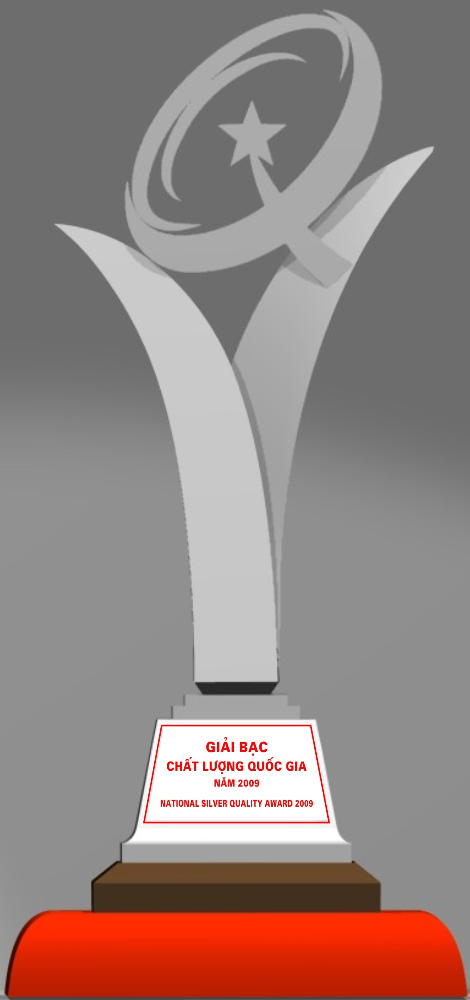 GIẢI BẠC
CHẤT LƯỢNG QUỐC GIA
NĂM 2009
NATIONAL SILVER QUALITY AWARD 2009